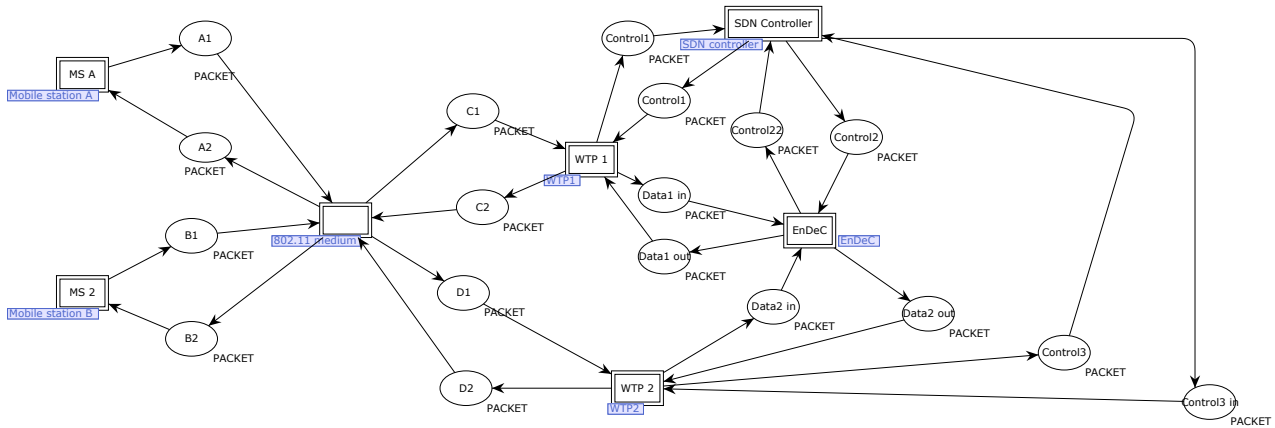 SDN Controller
SDN controller
A1
PACKET
Control1
PACKET
MS A
Mobile station A
C1
PACKET
Control1
PACKET
Control22
PACKET
Control2
PACKET
A2
PACKET
WTP 1
WTP1
Data1 in
PACKET
C2
PACKET
802.11 medium
B1
PACKET
EnDeC
EnDeC
Data1 out
PACKET
MS 2
Mobile station B
D1
PACKET
Data2 in
PACKET
Data2 out
PACKET
B2
PACKET
Control3
PACKET
D2
PACKET
WTP 2
WTP2
Control3 in
PACKET